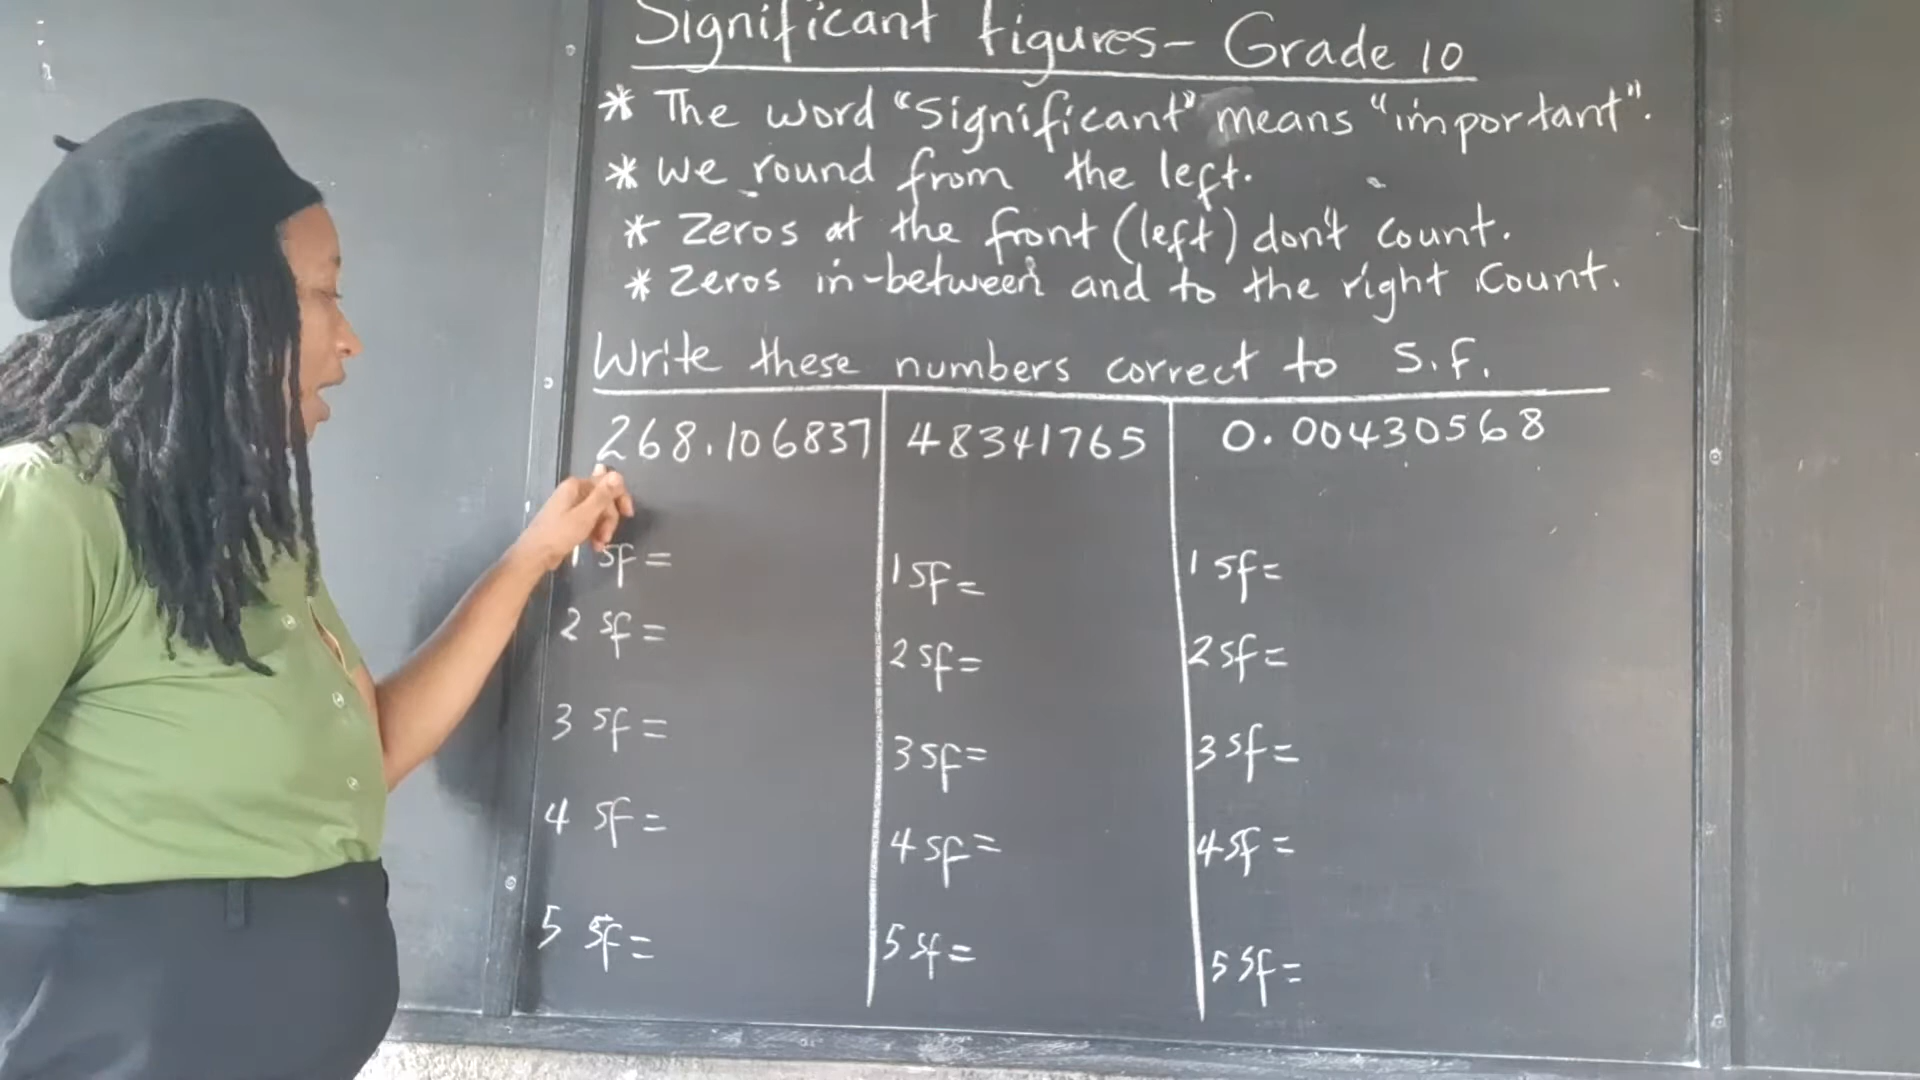 Significant figures - Grade 10
* The word "Significant" means "important".
* We round from the left.
* Zeros at the front (left) don't count.
* Zeros in-between and to the right count.
Write these numbers correct to S.f.
268.106837
1 sf =
2 sf =
3 sf =
4 sf =
5 sf =
48341765
1 sf =
2 sf =
3 sf =
4 sf =
5 sf =
0.00430568
1 sf =
2 sf =
3 sf =
4 sf =
5 sf =